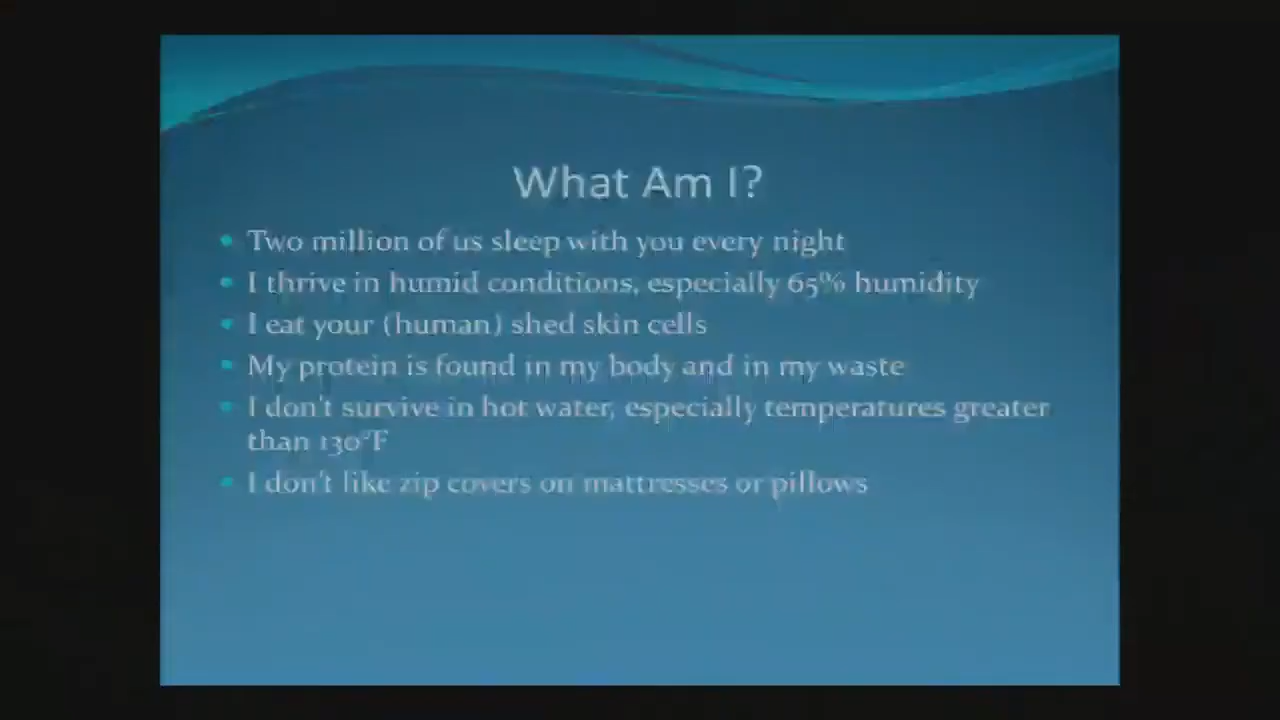 What Am I?
• Two million of us sleep with you every night
• I thrive in humid conditions, especially 65% humidity
• I eat your (human) shed skin cells
• My protein is found in my body and in my waste
• I don't survive in hot water, especially temperatures greater
than 130°F
• I don't like zip covers on mattresses or pillows